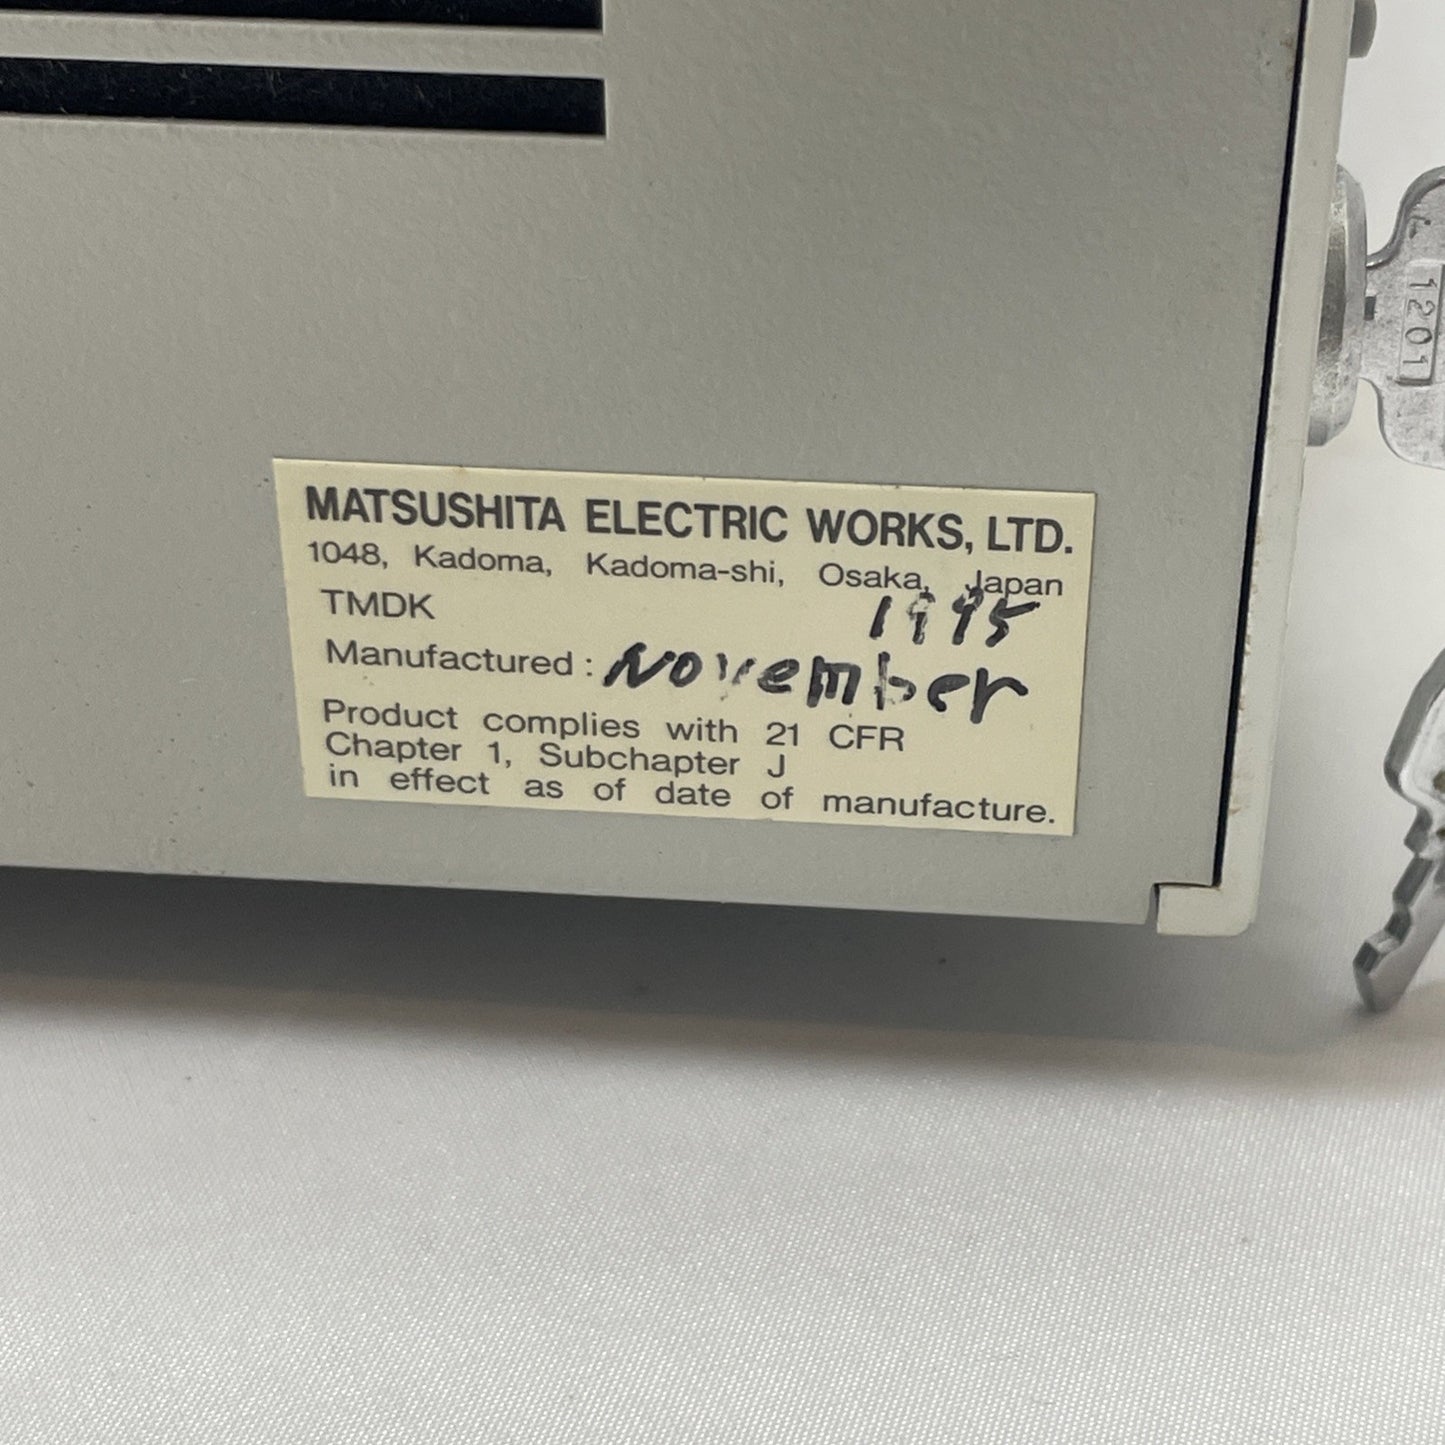 MATSUSHITA ELECTRIC WORKS, LTD.
1048, Kadoma, Kadoma-shi, Osaka, Japan
TMDK 1995
Manufactured : November
Product complies with 21 CFR
Chapter 1, Subchapter J
in effect as of date of manufacture.
1201